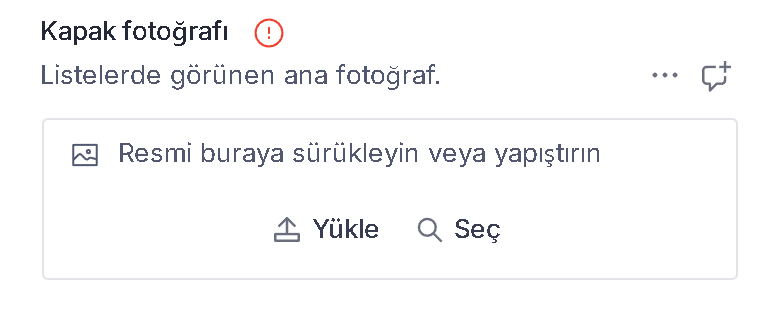 Kapak fotoğrafı
Listelerde görünen ana fotoğraf.
Resmi buraya sürükleyin veya yapıştırın
Yükle Seç